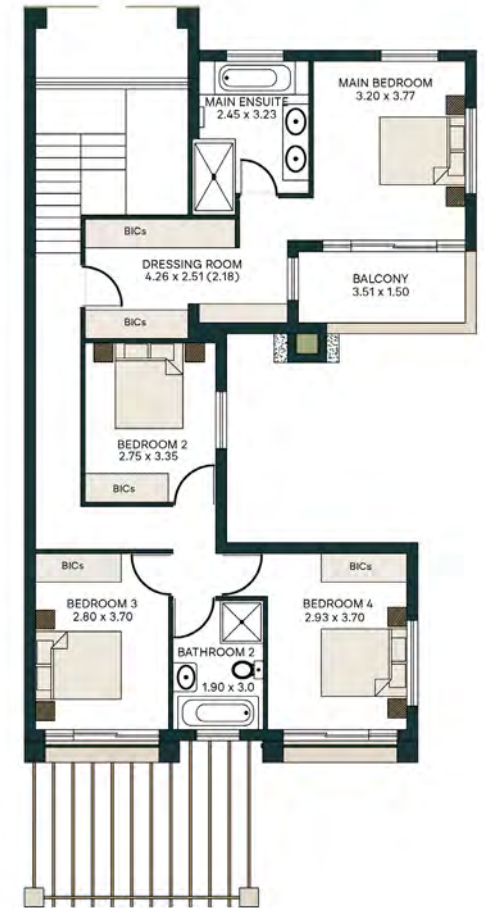 MAIN ENSUITE
2.45 x 3.23
MAIN BEDROOM
3.20 x 3.77
BICs
DRESSING ROOM
4.26 x 2.51 (2.18)
BALCONY
3.51 x 1.50
BICs
BEDROOM 2
2.75 x 3.35
BICs
BICs
BEDROOM 3
2.80 x 3.70
BICs
BEDROOM 4
2.93 x 3.70
BATHROOM 2
1.90 x 3.0